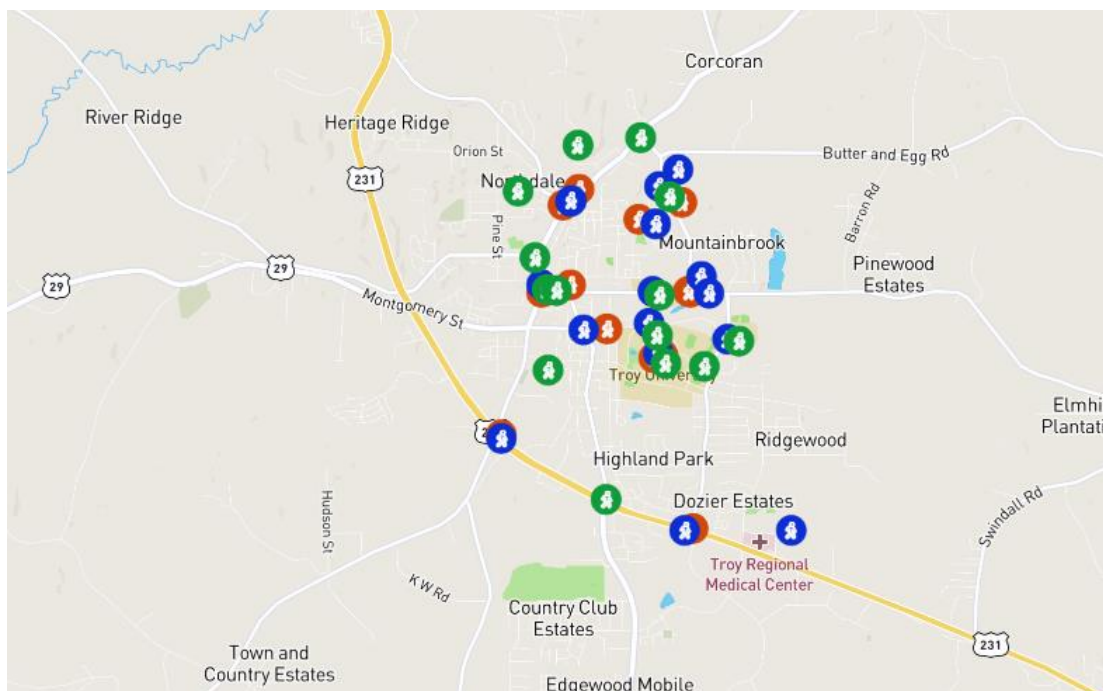 Corcoran
River Ridge
Heritage Ridge
Orion St
Butter and Egg Rd
231
Barron Rd
Pine St
Mountainbrook
29
Pinewood
Estates
29
Montgomery St
Troy University
Elmhi
Plantati
Ridgewood
Highland Park
Hudson St
Dozier Estates
Swindall Rd
Troy Regional
Medical Center
K W Rd
Country Club
Estates
231
Town and
Country Estates
Edgewood Mobile